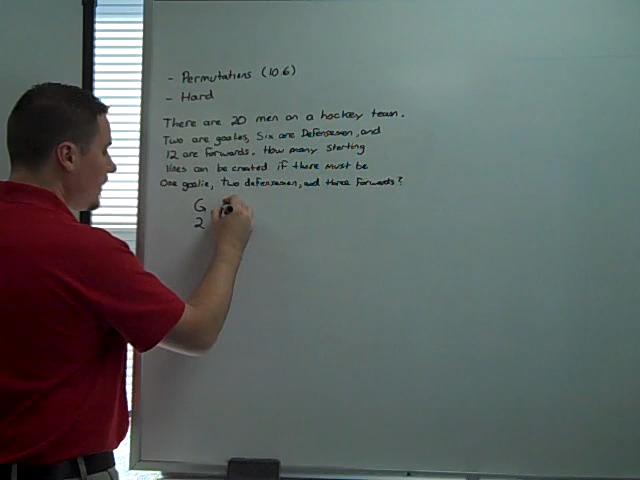 - Permutations (10.6)
- Hard
There are 20 men on a hockey team.
Two are goalies, Six are Defensemen, and
12 are forwards. How many starting
lines can be created if there must be
One goalie, Two defensemen, and three forwards?
G
2